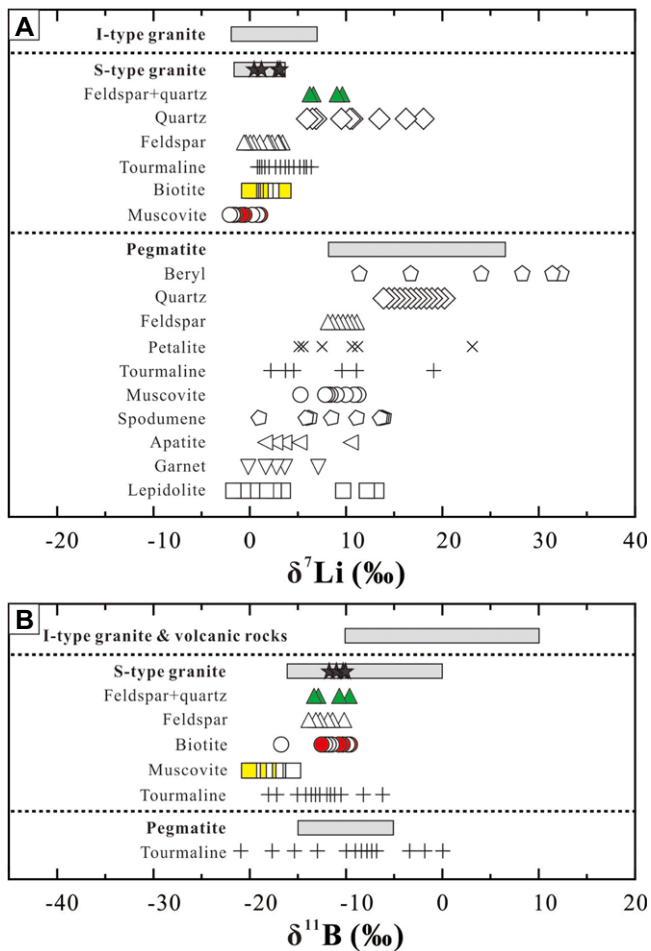 A
I-type granite
S-type granite
Feldspar+quartz
Quartz
Feldspar
Tourmaline
Biotite
Muscovite
Pegmatite
Beryl
Quartz
Feldspar
Petalite
Tourmaline
Muscovite
Spodumene
Apatite
Garnet
Lepidolite
-20 -10 0 10 20 30 40
δ⁷Li (‰)
B
I-type granite & volcanic rocks
S-type granite
Feldspar+quartz
Feldspar
Biotite
Muscovite
Tourmaline
Pegmatite
Tourmaline
-40 -30 -20 -10 0 10 20
δ¹¹B (‰)